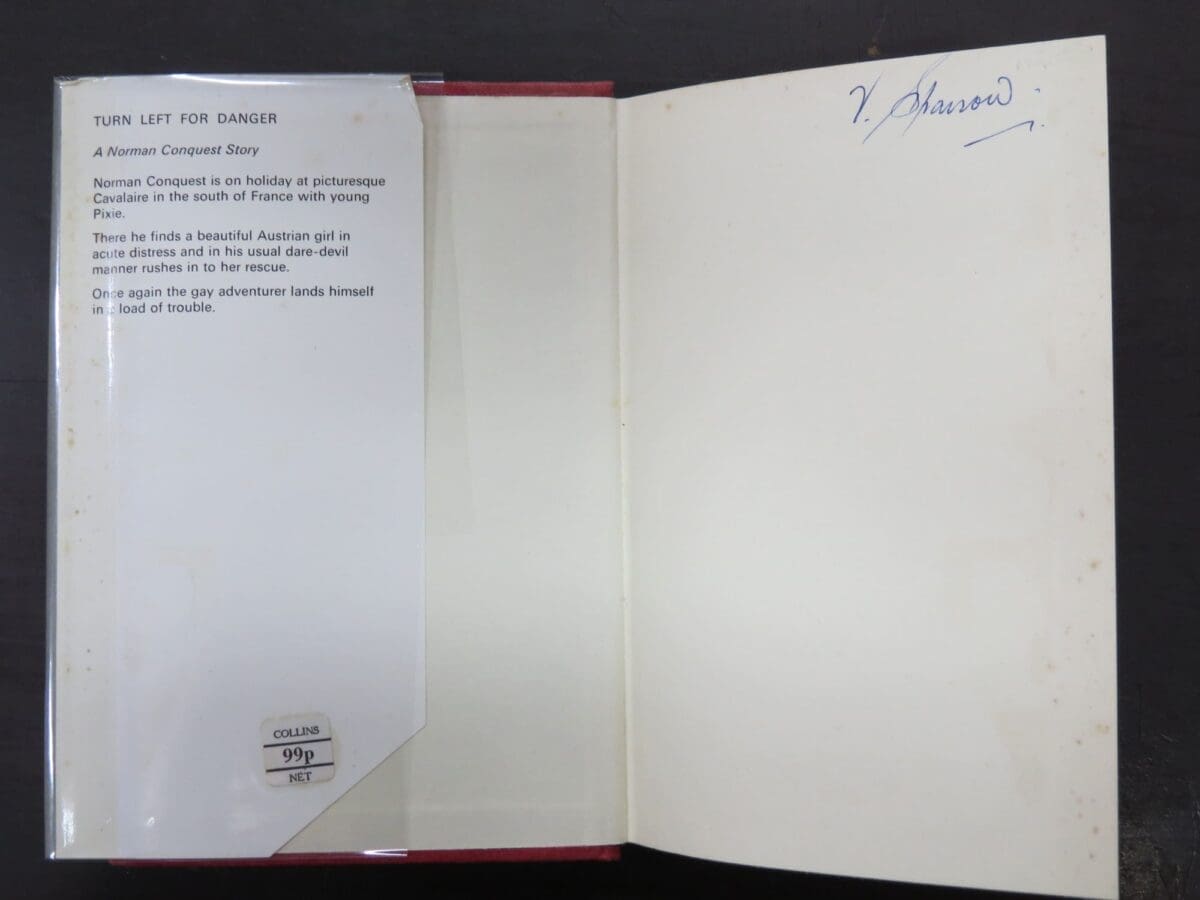 TURN LEFT FOR DANGER
A Norman Conquest Story
Norman Conquest is on holiday at picturesque
Cavalaire in the south of France with young
Pixie.
There he finds a beautiful Austrian girl in
acute distress and in his usual dare-devil
manner rushes in to her rescue.
Once again the gay adventurer lands himself
in a load of trouble.
COLLINS
99p
NET
V. Sparrow